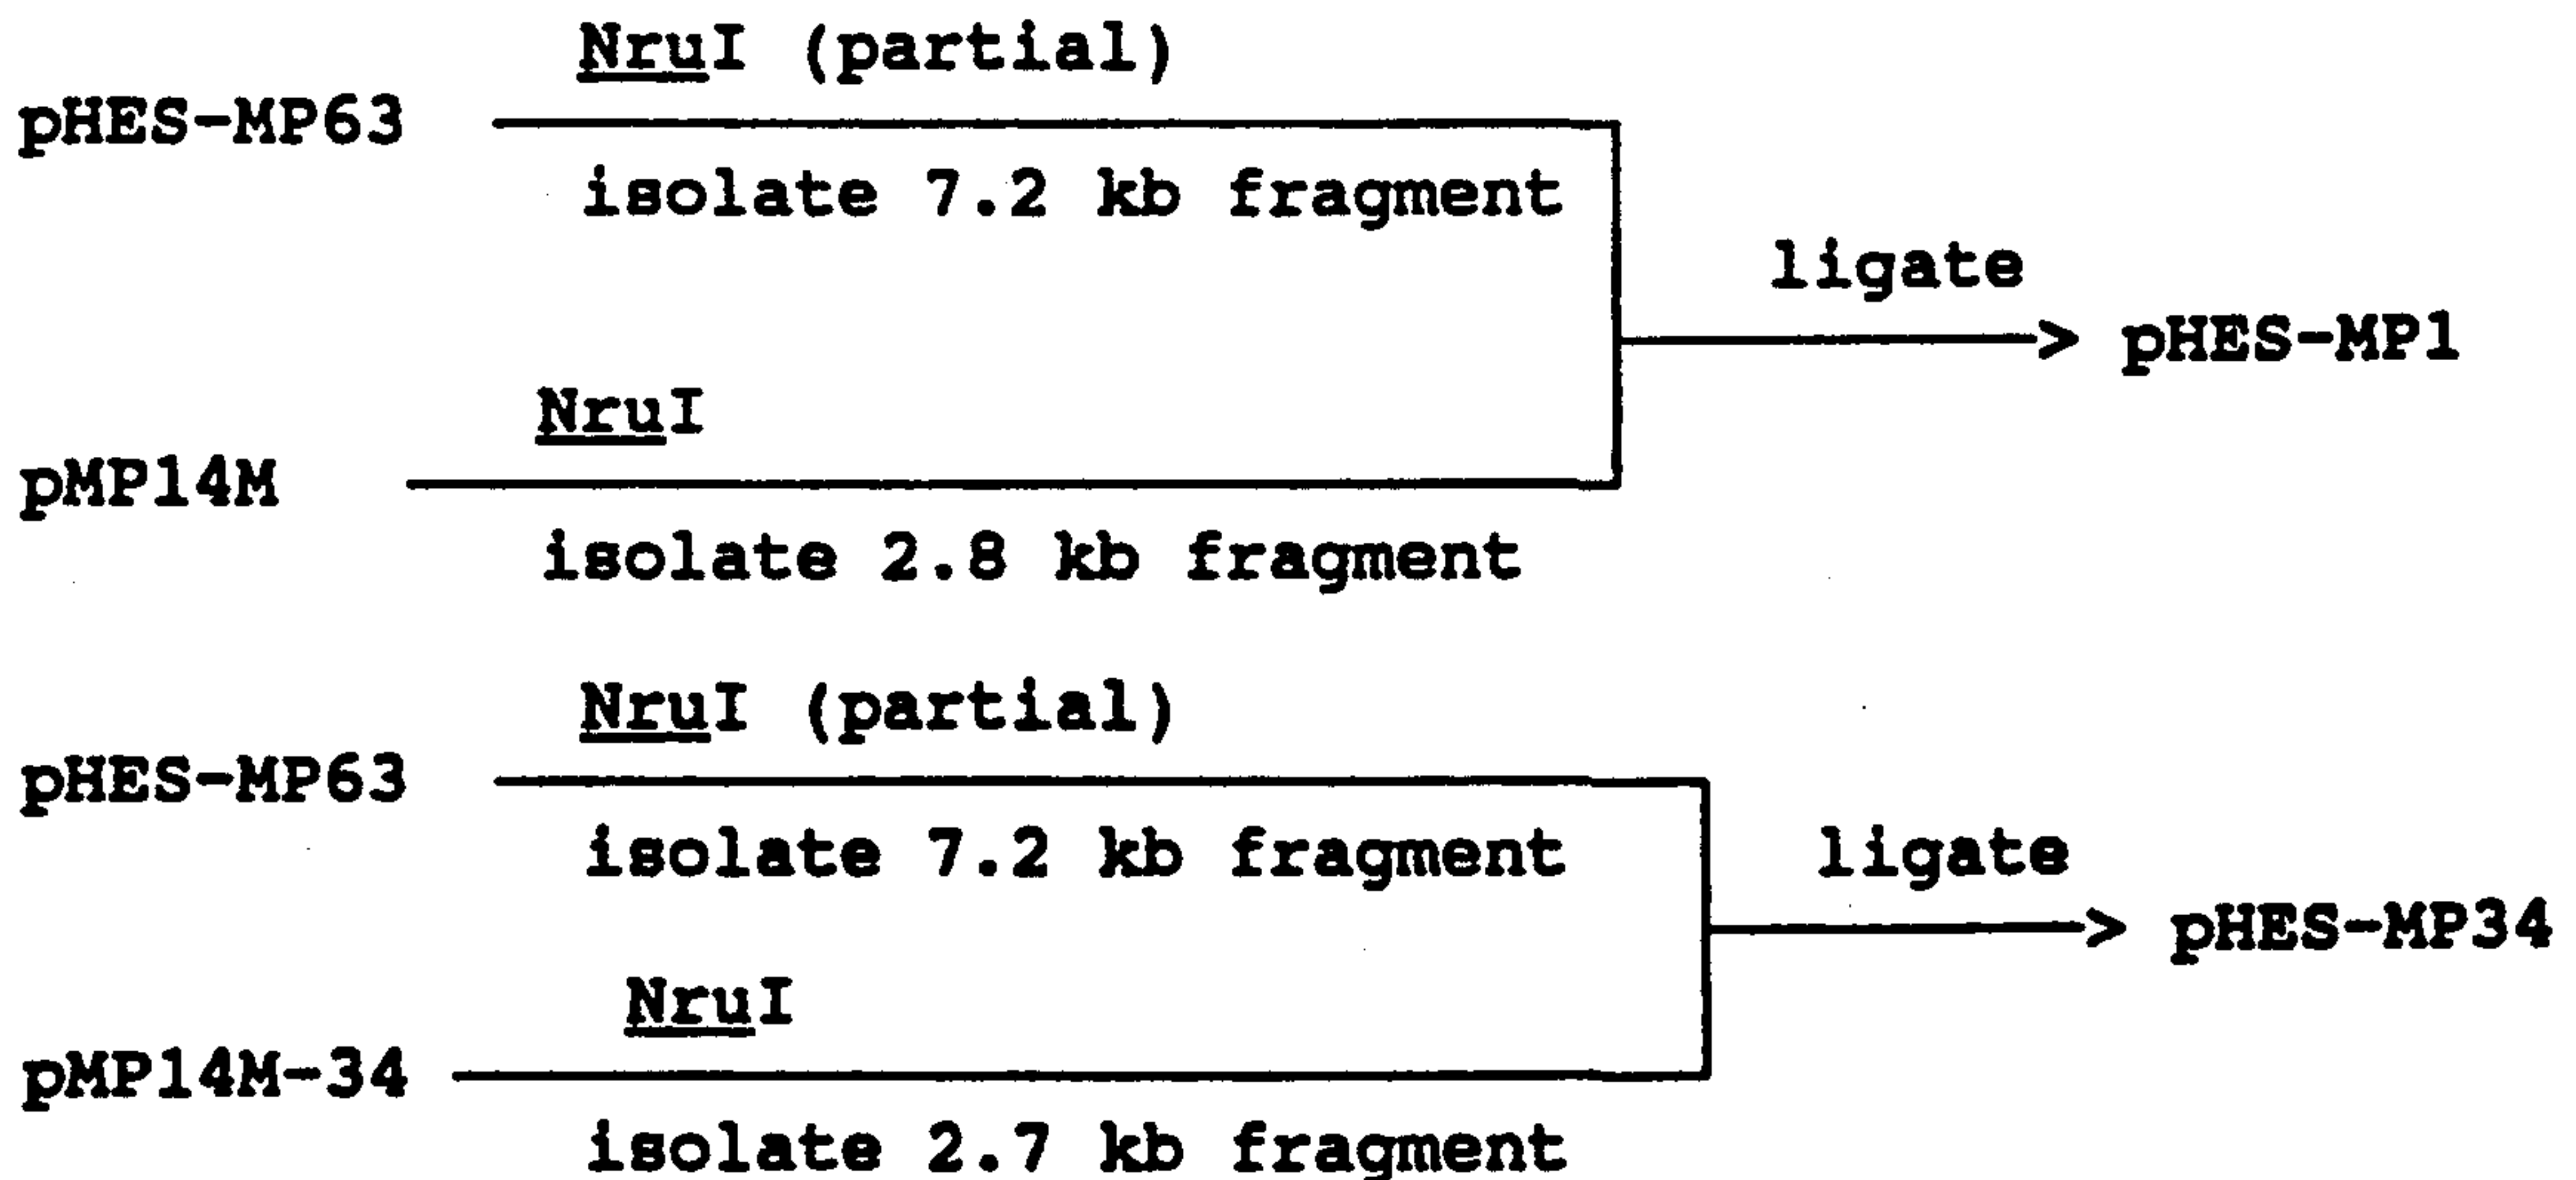 NruI (partial)
pHES-MP63
isolate 7.2 kb fragment
ligate
pHES-MP1
NruI
pMP14M
isolate 2.8 kb fragment
NruI (partial)
pHES-MP63
isolate 7.2 kb fragment
ligate
pHES-MP34
NruI
pMP14M-34
isolate 2.7 kb fragment